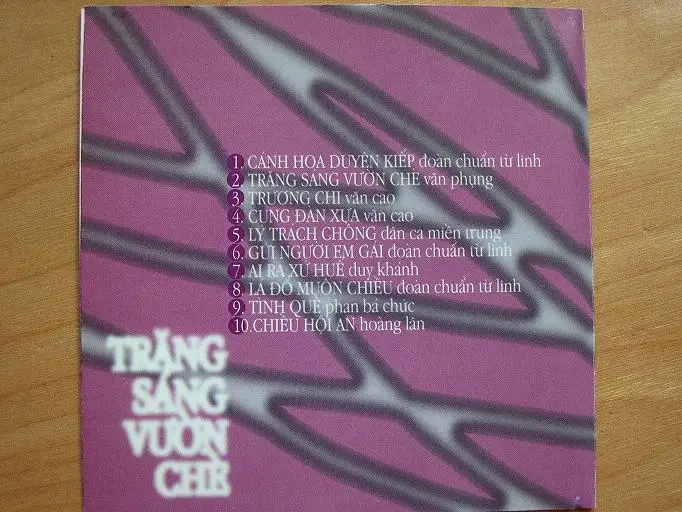 1. CÁNH HOA DUYÊN KIẾP đoàn chuẩn từ linh
2. TRĂNG SÁNG VƯỜN CHÈ văn phụng
3. TRƯƠNG CHI văn cao
4. CUNG ĐÀN XƯA văn cao
5. LÝ TRÁCH CHỒNG dân ca miền trung
6. GỬI NGƯỜI EM GÁI đoàn chuẩn từ linh
7. AI RA XỨ HUẾ duy khánh
8. LÁ ĐỔ MUÔN CHIỀU đoàn chuẩn từ linh
9. TÌNH QUÊ phan bá chức
10.CHIỀU HỘI AN hoàng lân
TRĂNG
SÁNG
VƯỜN
CHÈ